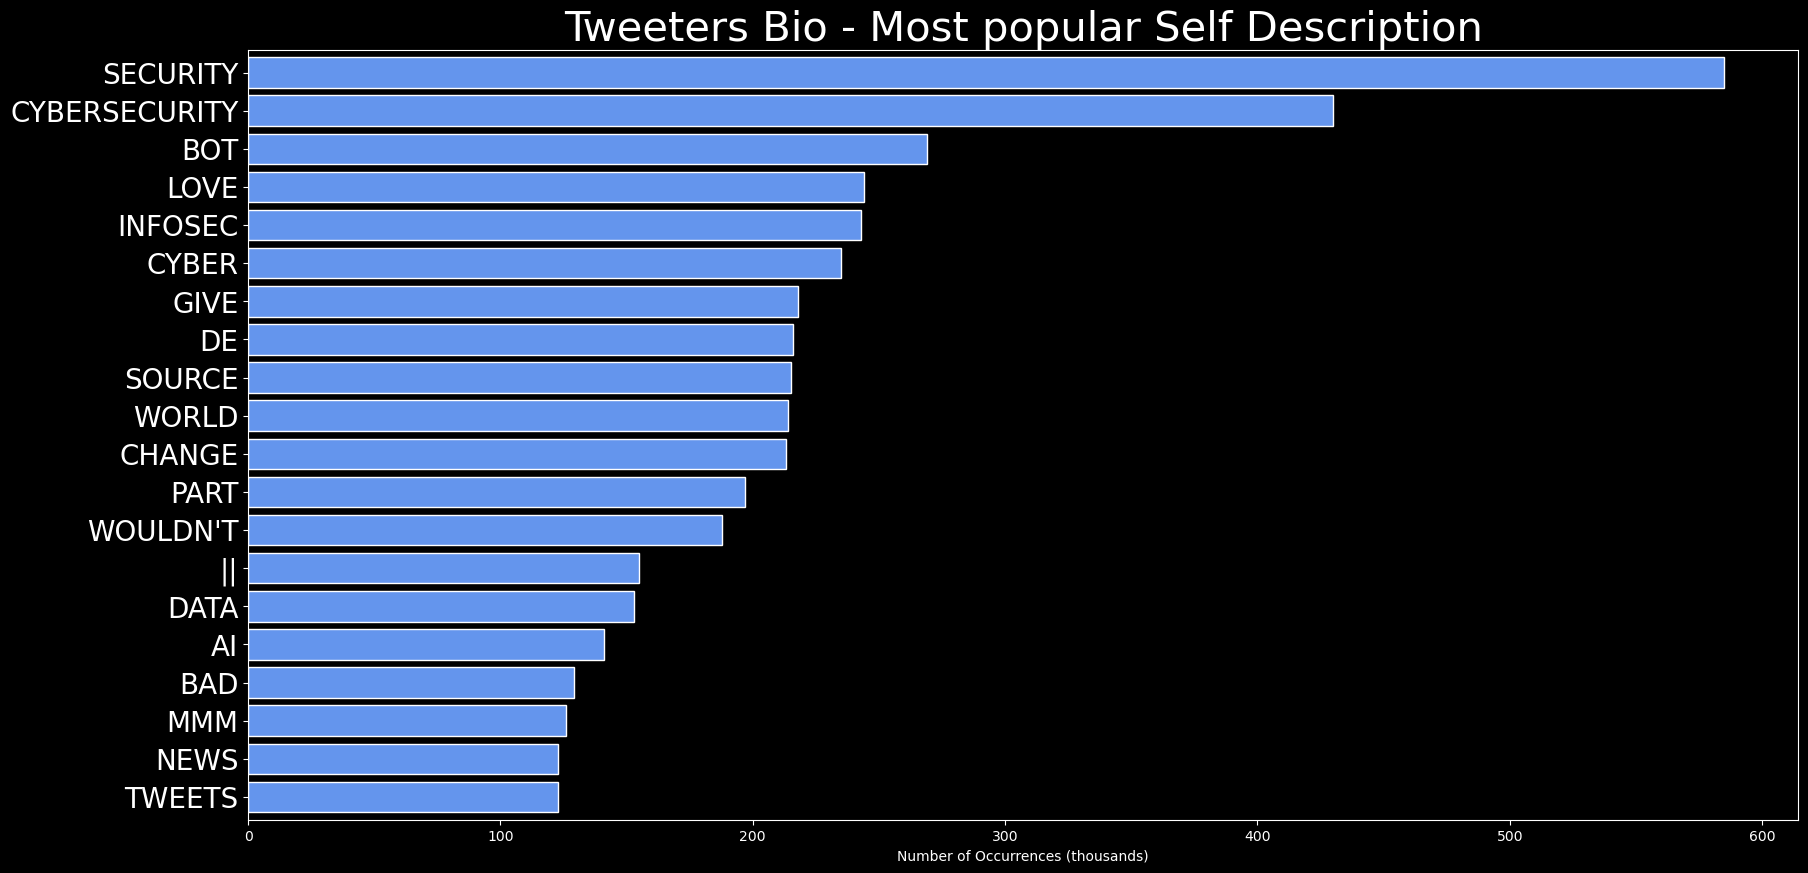 Tweeters Bio - Most popular Self Description
SECURITY
CYBERSECURITY
BOT
LOVE
INFOSEC
CYBER
GIVE
DE
SOURCE
WORLD
CHANGE
PART
WOULDN'T
||
DATA
AI
BAD
MMM
NEWS
TWEETS
0 100 200 300 400 500 600
Number of Occurrences (thousands)